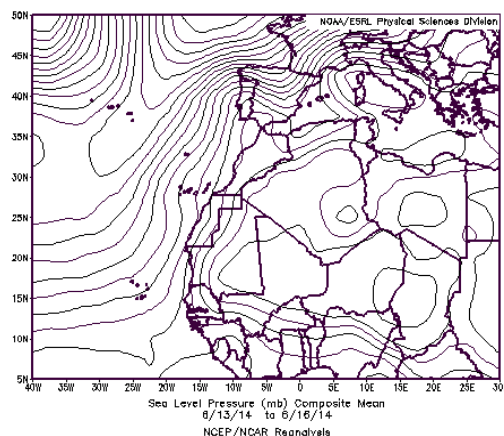 NOAA/ESRL Physical Sciences Division
50N
45N
40N
35N
30N
25N
20N
15N
10N
5N
40W 35W 30W 25W 20W 15W 10W 5W 0 5E 10E 15E 20E 25E 30E
Sea Level Pressure (mb) Composite Mean
6/13/14 to 6/16/14
NCEP/NCAR Reanalysis